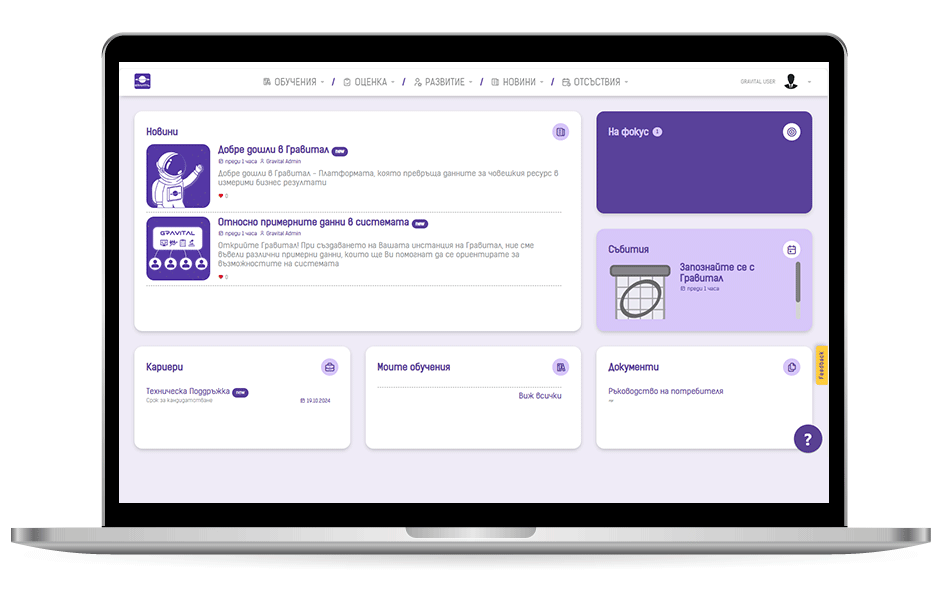 ОБУЧЕНИЯ / ОЦЕНКА / РАЗВИТИЕ / НОВИНИ / ОТСЪСТВИЯ
GRAVITAL USER
Новини
Добре дошли в Гравитал new
преди 1 часа Gravital Admin
Добре дошли в Гравитал - Платформата, която превръща данните за човешкия ресурс в
измерими бизнес резултати
0
Относно примерните данни в системата new
преди 1 часа Gravital Admin
Открийте Гравитал! При създаването на Вашата инстанция на Гравитал, ние сме
въвели различни примерни данни, които ще Ви помогнат да се ориентирате за
възможностите на системата
0
GРAVITAL
На фокус
Събития
Запознайте се с
Гравитал
преди 1 часа
Кариери
Техническа Поддръжка new
Срок за кандидатстване
19.10.2024
Моите обучения
Виж всички
Документи
Ръководство на потребителя
Feedback
?